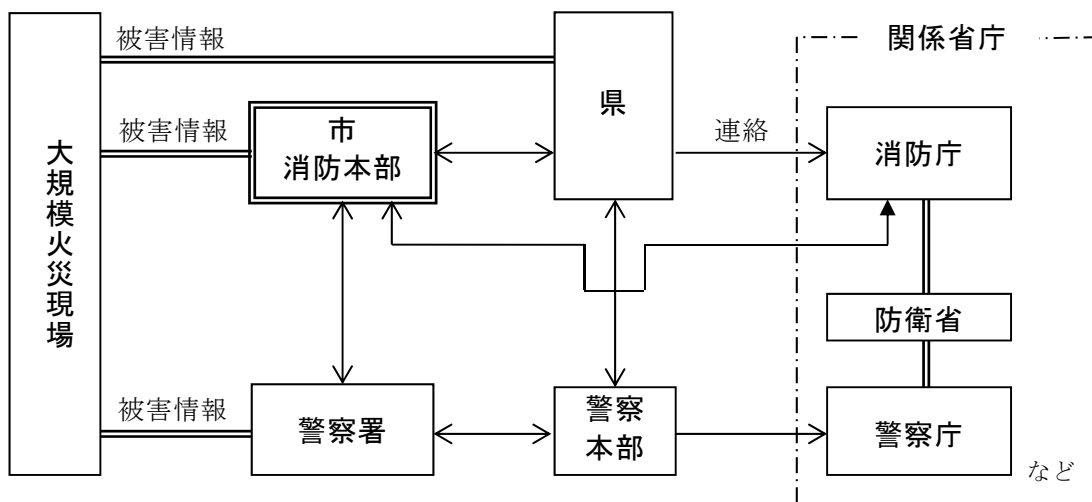 被害情報
関係省庁
県
被害情報
市
消防本部
連絡
消防庁
大規模火災現場
防衛省
被害情報
警察署
警察
本部
警察庁
など